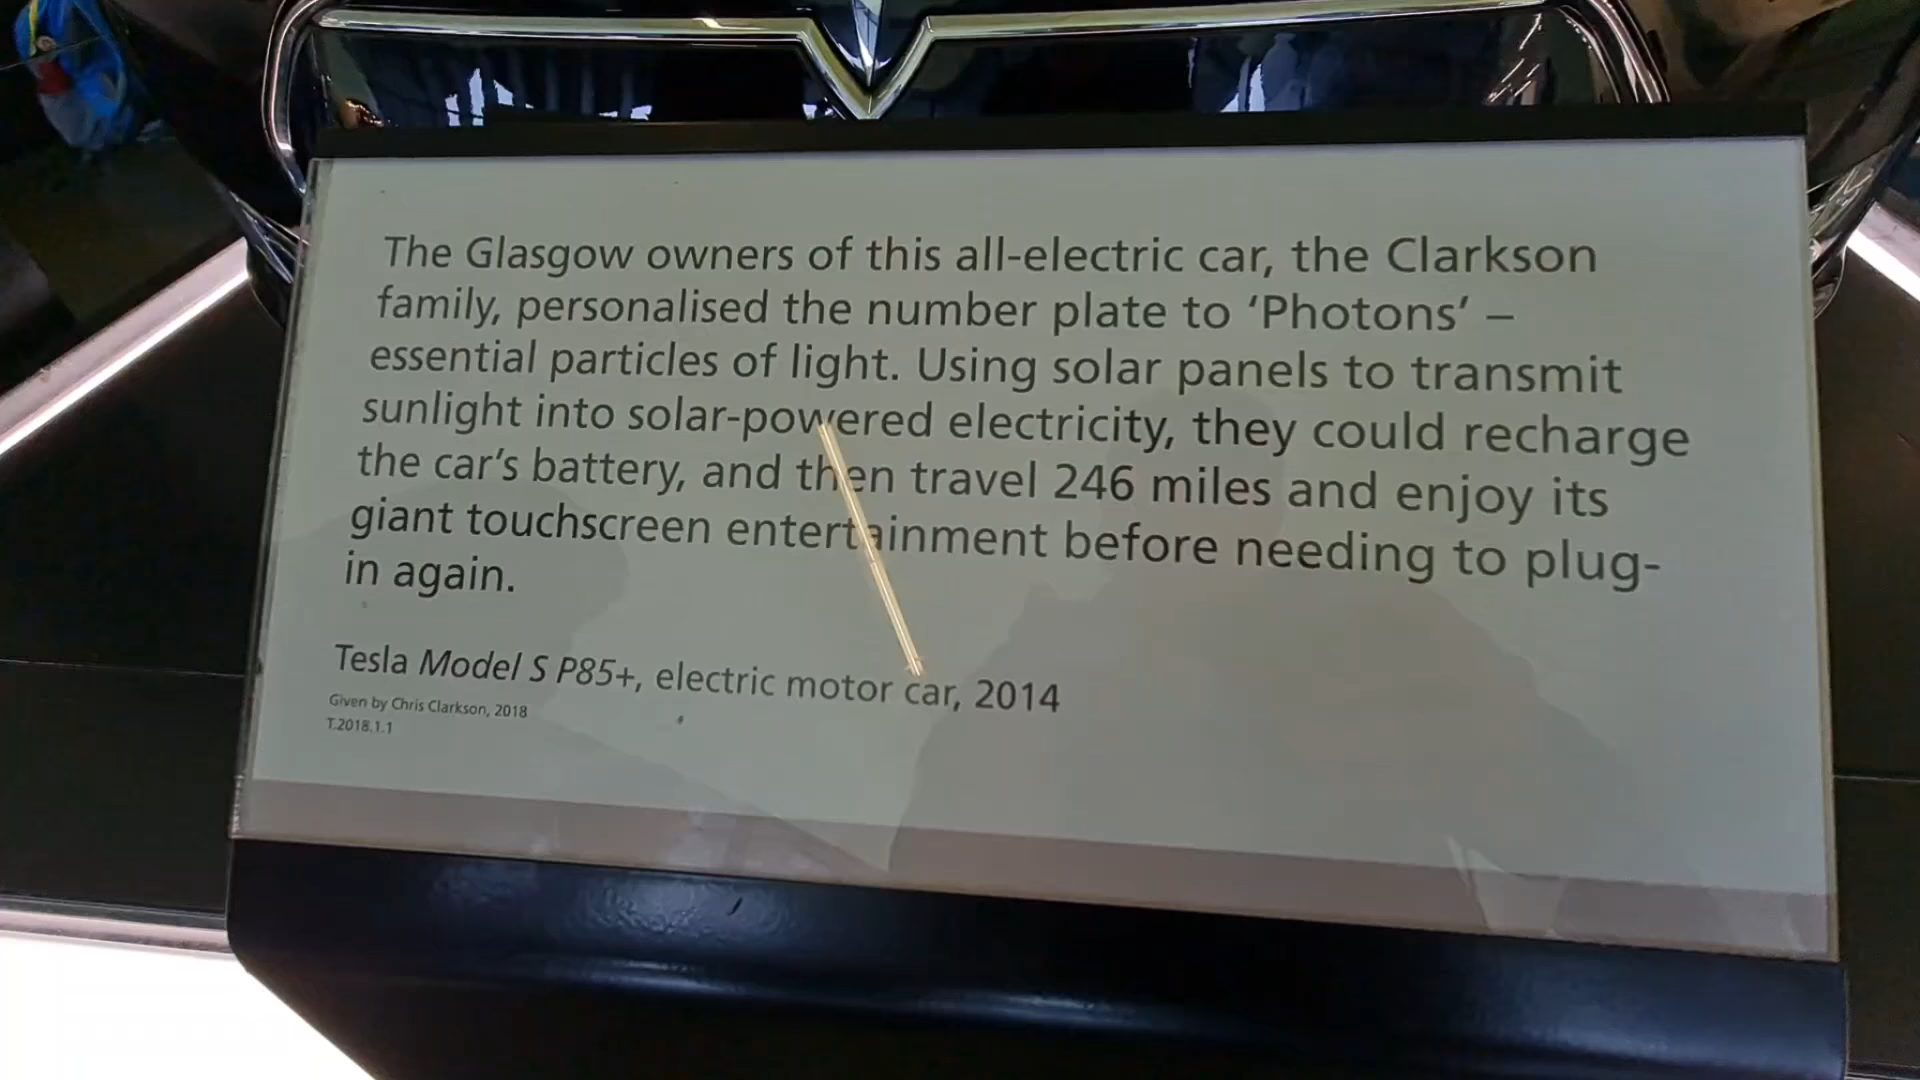 The Glasgow owners of this all-electric car, the Clarkson
family, personalised the number plate to ‘Photons’ –
essential particles of light. Using solar panels to transmit
sunlight into solar-powered electricity, they could recharge
the car’s battery, and then travel 246 miles and enjoy its
giant touchscreen entertainment before needing to plug-
in again.
Tesla Model S P85+, electric motor car, 2014
Given by Chris Clarkson, 2018
T.2018.1.1